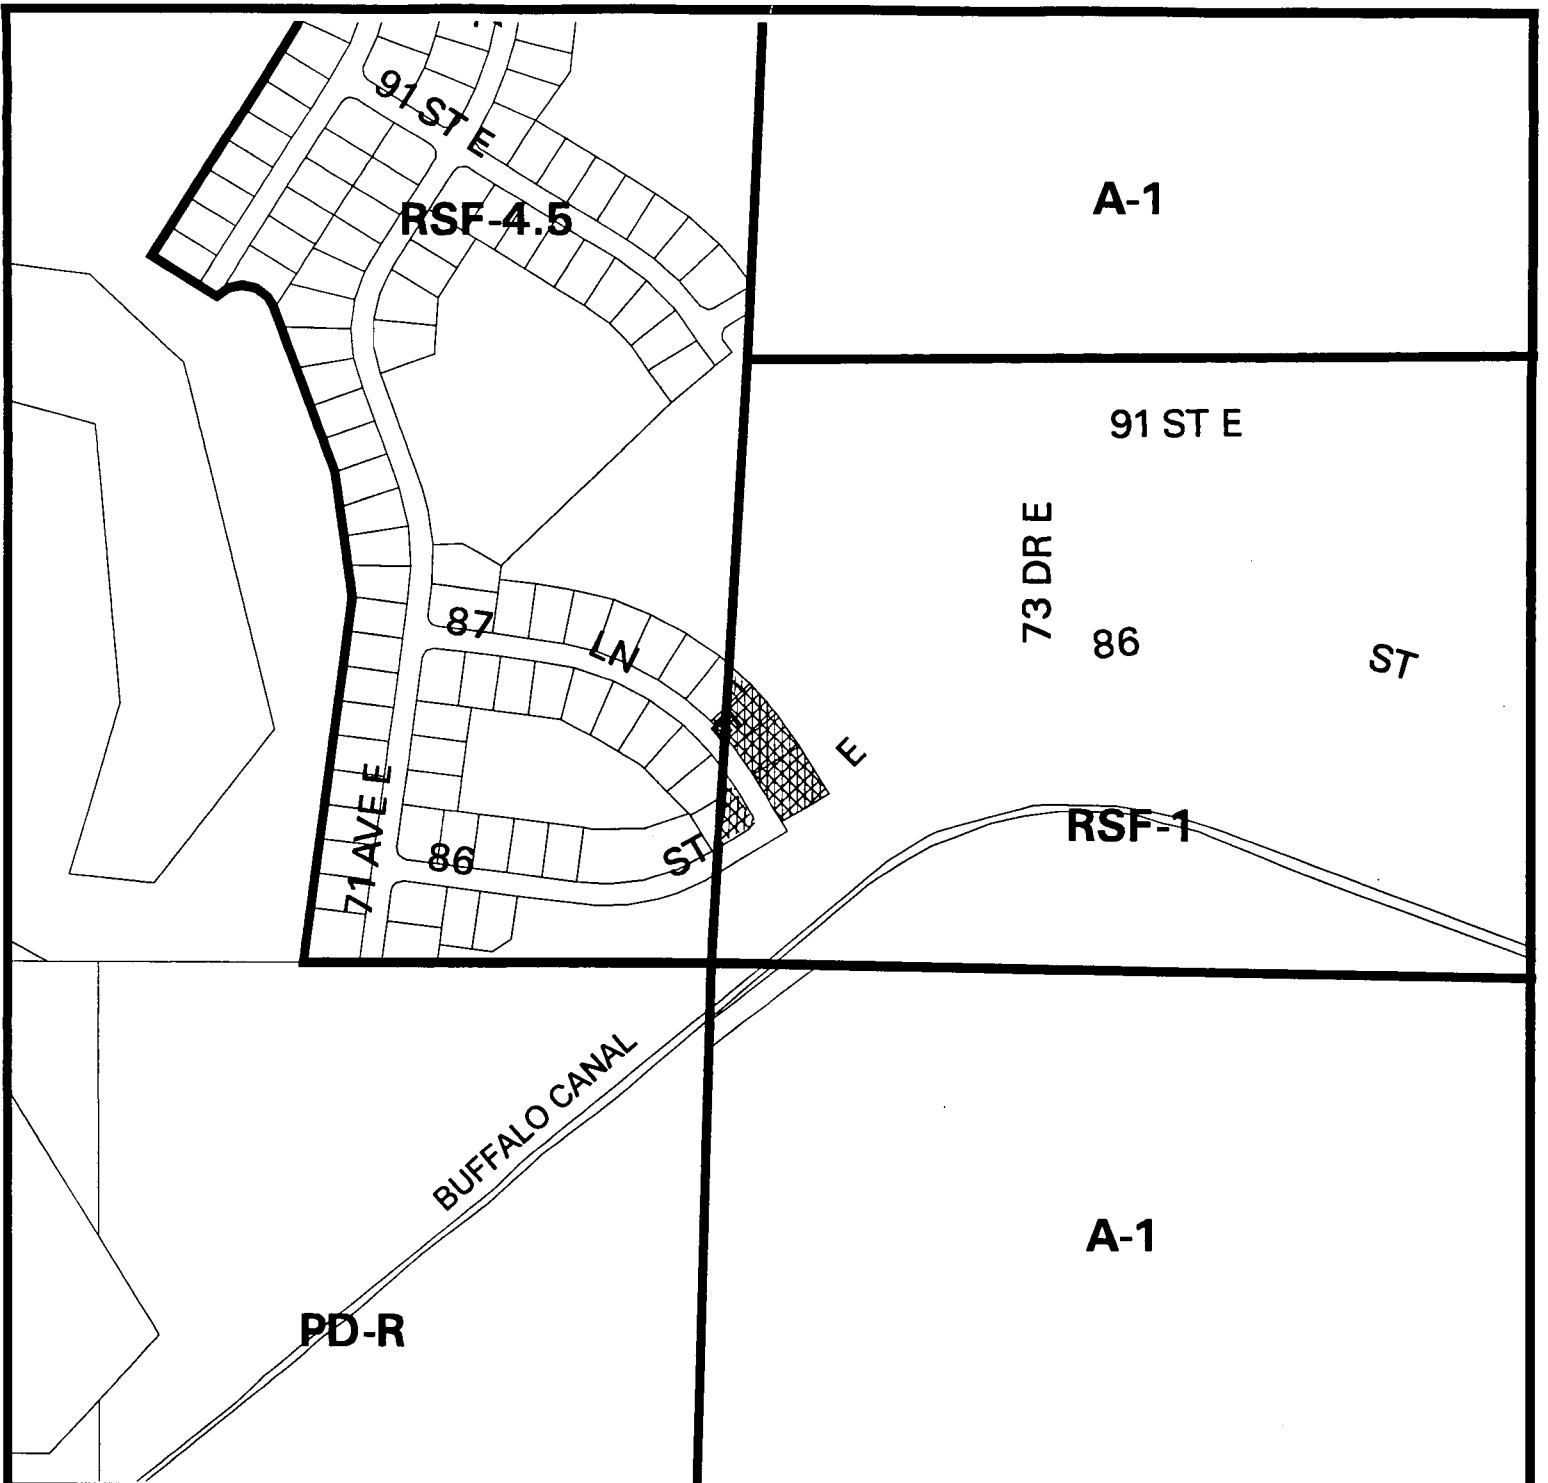 91 ST E
RSF-4.5
A-1
91 ST E
73 DR E
86 ST
87 LN E
E
71 AVE E
86 ST
RSF-1
BUFFALO CANAL
A-1
PD-R